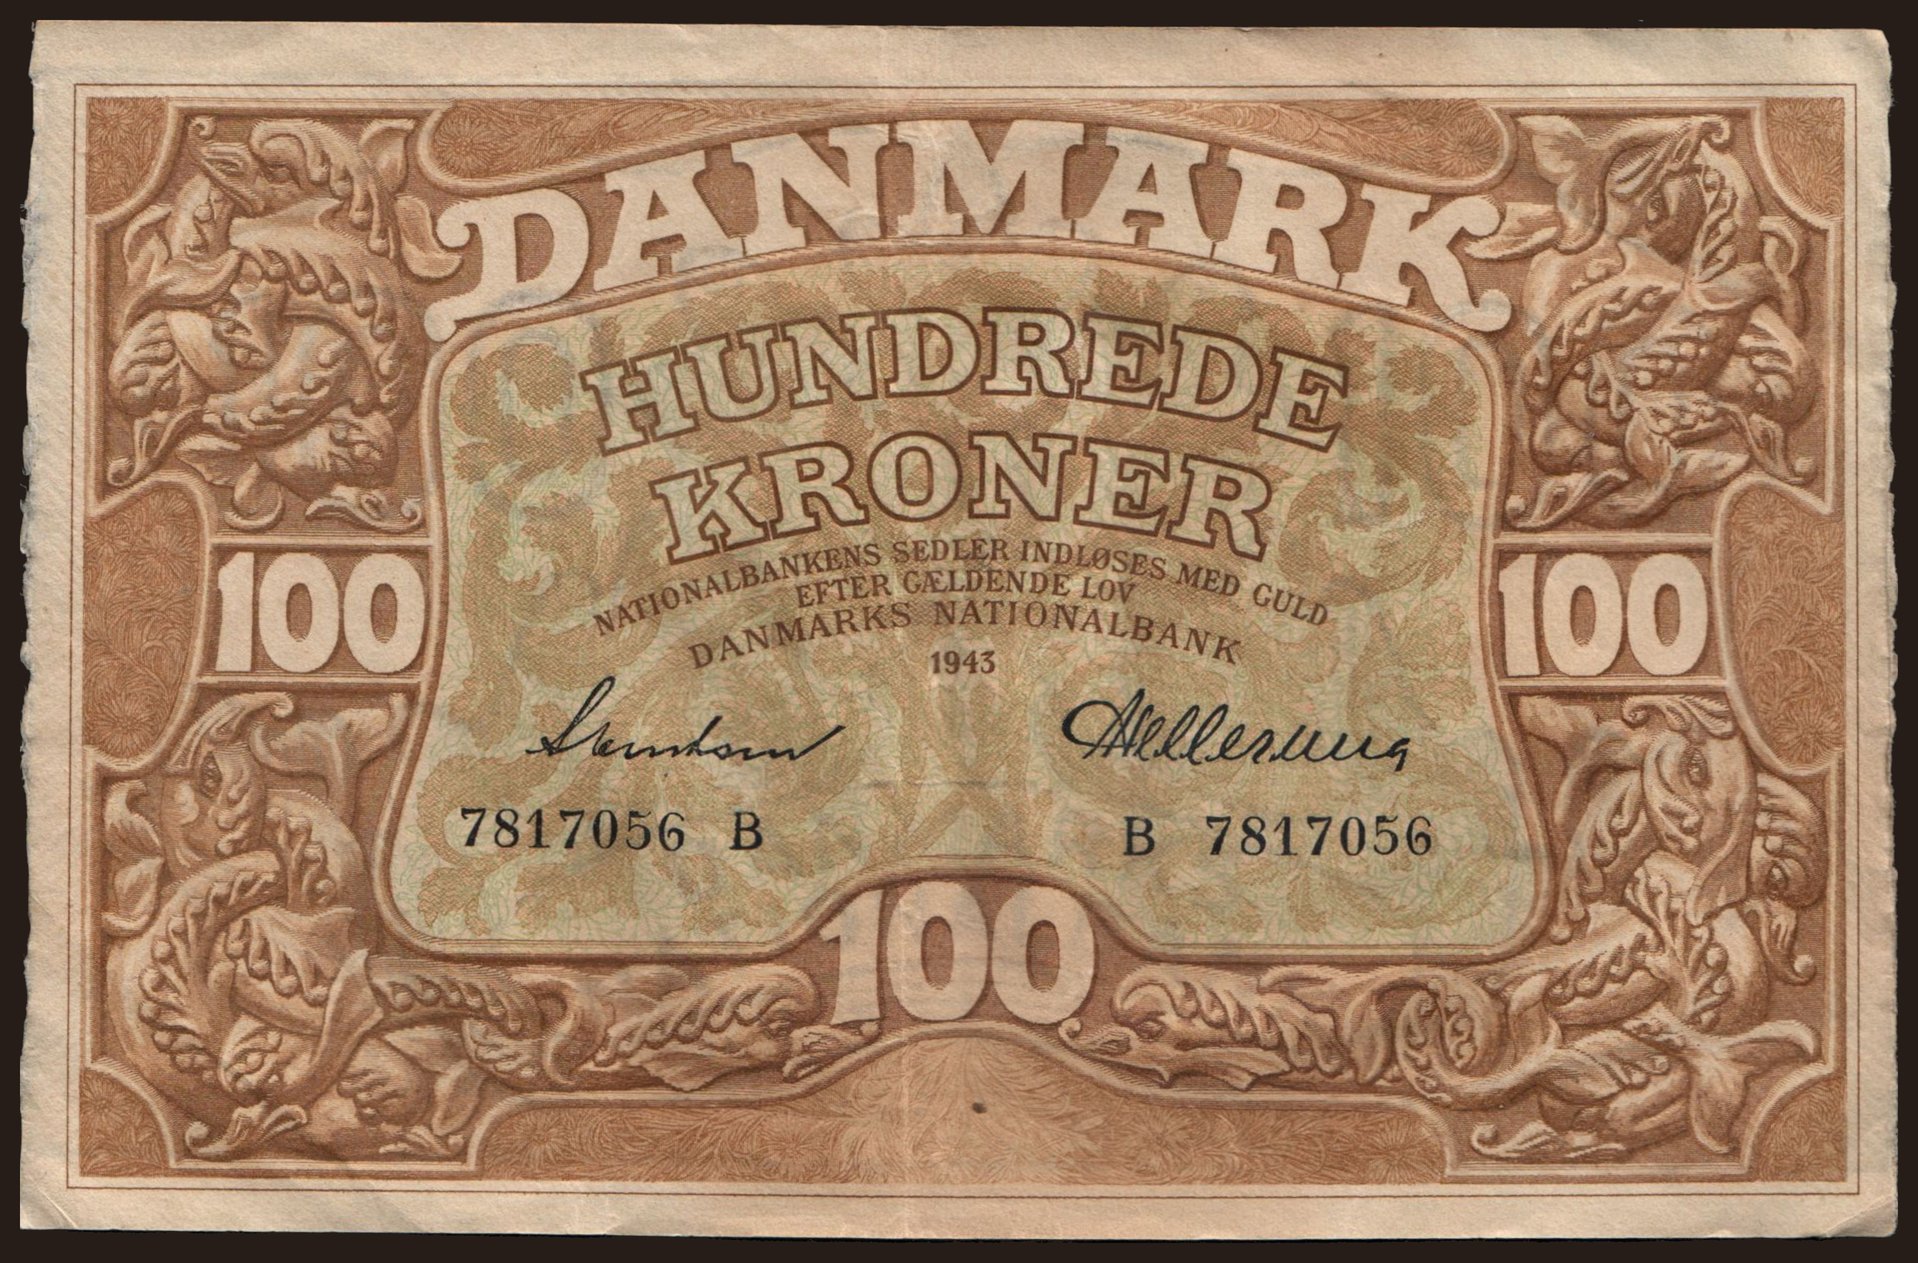 DANMARK
HUNDREDE
KRONER
NATIONALBANKENS SEDLER INDLØSES MED GULD
EFTER GÆLDENDE LOV
DANMARKS NATIONALBANK
1943
100 100
7817056 B B 7817056
100